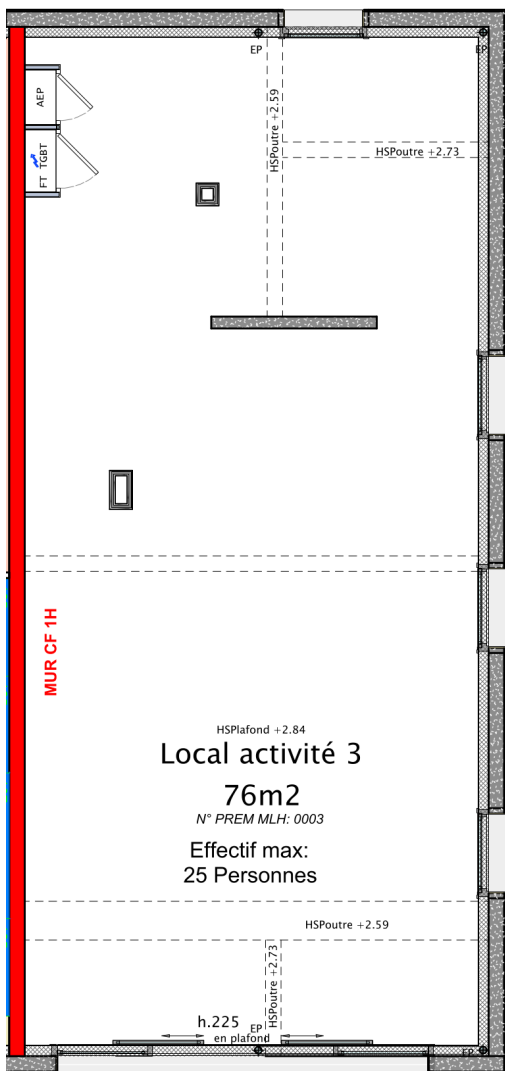 EP
EP
AEP
HSPoutre +2.59
HSPoutre +2.73
FT TGBT
MUR CF 1H
HSPlafond +2.84
Local activité 3
76m2
N° PREM MLH: 0003
Effectif max:
25 Personnes
HSPoutre +2.59
HSPoutre +2.73
h.225
en plafond
EP
EP